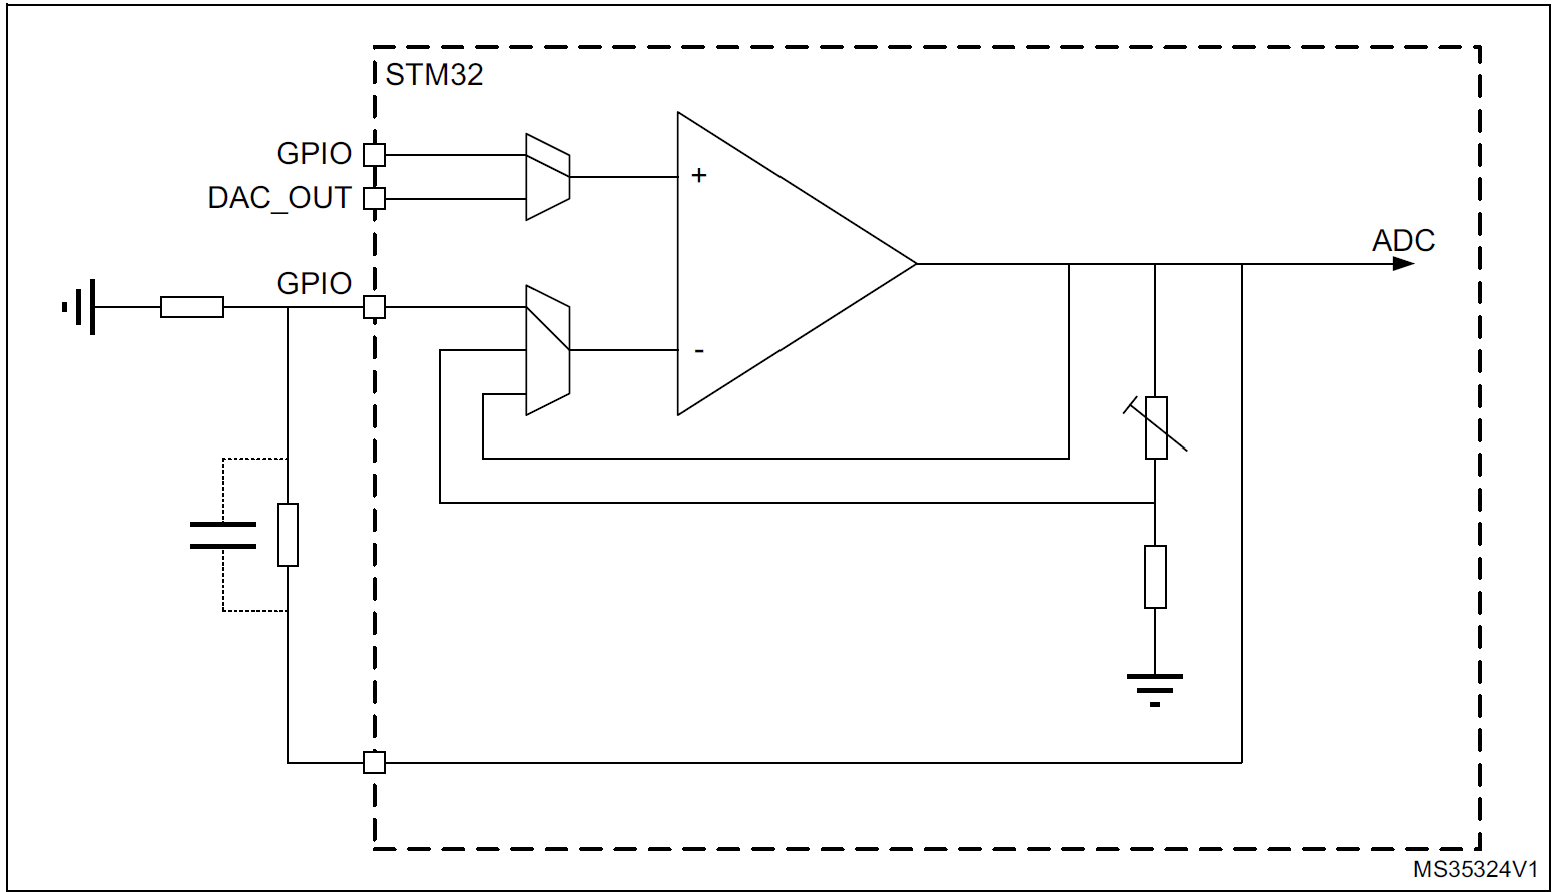 STM32
GPIO
DAC_OUT
+
ADC
GPIO
-
MS35324V1